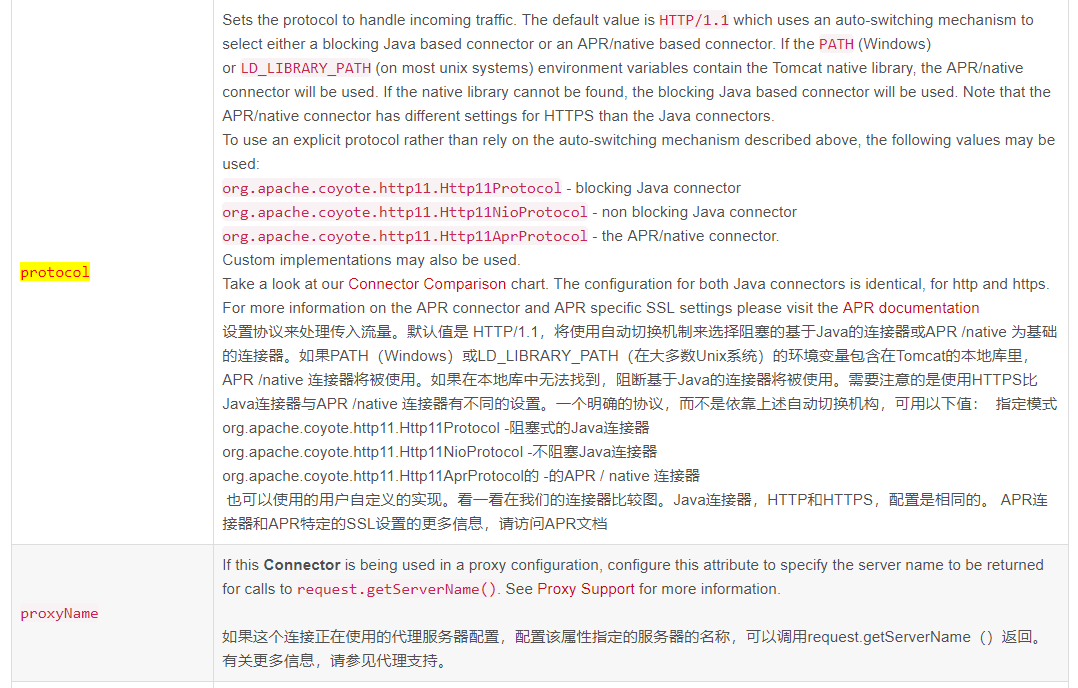 Sets the protocol to handle incoming traffic. The default value is HTTP/1.1 which uses an auto-switching mechanism to
select either a blocking Java based connector or an APR/native based connector. If the PATH (Windows)
or LD_LIBRARY_PATH (on most unix systems) environment variables contain the Tomcat native library, the APR/native
connector will be used. If the native library cannot be found, the blocking Java based connector will be used. Note that the
APR/native connector has different settings for HTTPS than the Java connectors.
To use an explicit protocol rather than rely on the auto-switching mechanism described above, the following values may be
used:
org.apache.coyote.http11.Http11Protocol - blocking Java connector
org.apache.coyote.http11.Http11NioProtocol - non blocking Java connector
org.apache.coyote.http11.Http11AprProtocol - the APR/native connector.
Custom implementations may also be used.
protocol
Take a look at our Connector Comparison chart. The configuration for both Java connectors is identical, for http and https.
For more information on the APR connector and APR specific SSL settings please visit the APR documentation
设置协议来处理传入流量。默认值是 HTTP/1.1，将使用自动切换机制来选择阻塞的基于Java的连接器或APR /native 为基础
的连接器。如果PATH（Windows）或LD_LIBRARY_PATH（在大多数Unix系统）的环境变量包含在Tomcat的本地库里，
APR /native 连接器将被使用。如果在本地库中无法找到，阻断基于Java的连接器将被使用。需要注意的是使用HTTPS比
Java连接器与APR /native 连接器有不同的设置。一个明确的协议，而不是依靠上述自动切换机构，可用以下值： 指定模式
org.apache.coyote.http11.Http11Protocol -阻塞式的Java连接器
org.apache.coyote.http11.Http11NioProtocol -不阻塞Java连接器
org.apache.coyote.http11.Http11AprProtocol的 -的APR / native 连接器
也可以使用的用户自定义的实现。看一看在我们的连接器比较图。Java连接器，HTTP和HTTPS，配置是相同的。 APR连
接器和APR特定的SSL设置的更多信息，请访问APR文档
If this Connector is being used in a proxy configuration, configure this attribute to specify the server name to be returned
for calls to request.getServerName(). See Proxy Support for more information.
proxyName
如果这个连接正在使用的代理服务器配置，配置该属性指定的服务器的名称，可以调用request.getServerName（）返回。
有关更多信息，请参见代理支持。